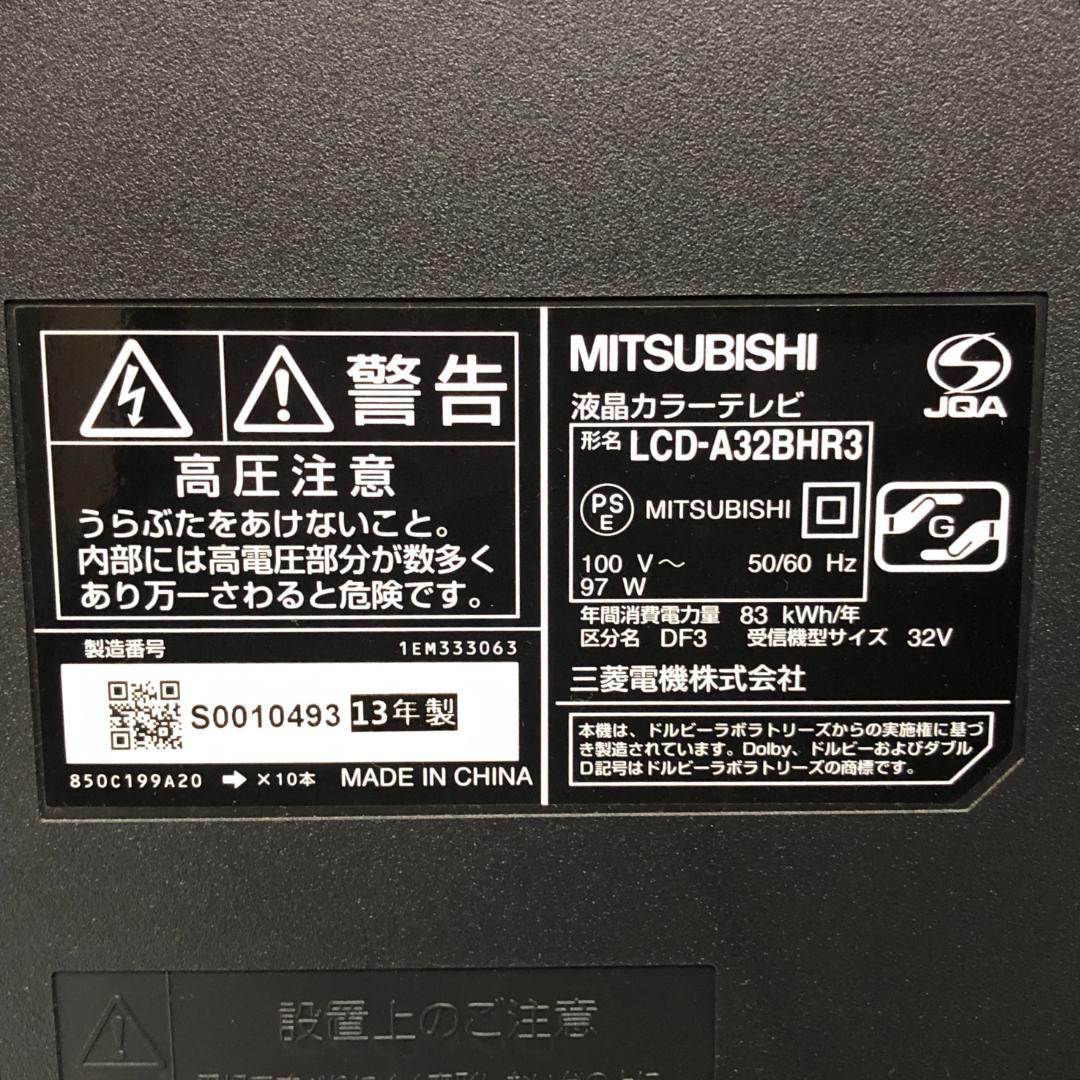 警告
高圧注意
うらぶたをあけないこと。
内部には高電圧部分が数多く
あり万一さわると危険です。
製造番号 1EM333063
S0010493 13年製
850C199A20 ➔ ×10本 MADE IN CHINA
MITSUBISHI
JQA
液晶カラーテレビ
形名 LCD-A32BHR3
PSE MITSUBISHI
G
100 V～ 50/60 Hz
97 W
年間消費電力量 83 kWh/年
区分名 DF3 受信機型サイズ 32V
三菱電機株式会社
本機は、ドルビーラボラトリーズからの実施権に基づ
き製造されています。Dolby、ドルビーおよびダブル
D記号はドルビーラボラトリーズの商標です。
設置上のご注意